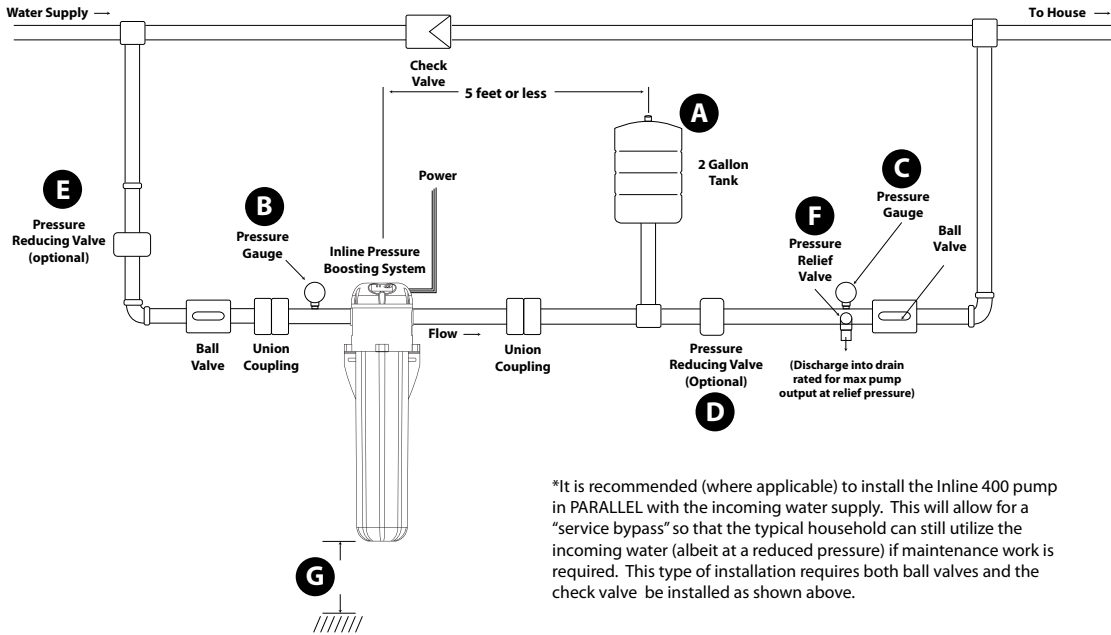 Water Supply →
To House →
Check
Valve
5 feet or less
A
2 Gallon
Tank
Power
E
Pressure
Reducing Valve
(optional)
B
Pressure
Gauge
Inline Pressure
Boosting System
C
Pressure
Gauge
F
Pressure
Relief
Valve
Ball
Valve
Ball
Valve
Union
Coupling
Flow →
Union
Coupling
Pressure
Reducing Valve
(Optional)
D
(Discharge into drain
rated for max pump
output at relief pressure)
G
*It is recommended (where applicable) to install the Inline 400 pump
in PARALLEL with the incoming water supply. This will allow for a
“service bypass” so that the typical household can still utilize the
incoming water (albeit at a reduced pressure) if maintenance work is
required. This type of installation requires both ball valves and the
check valve be installed as shown above.